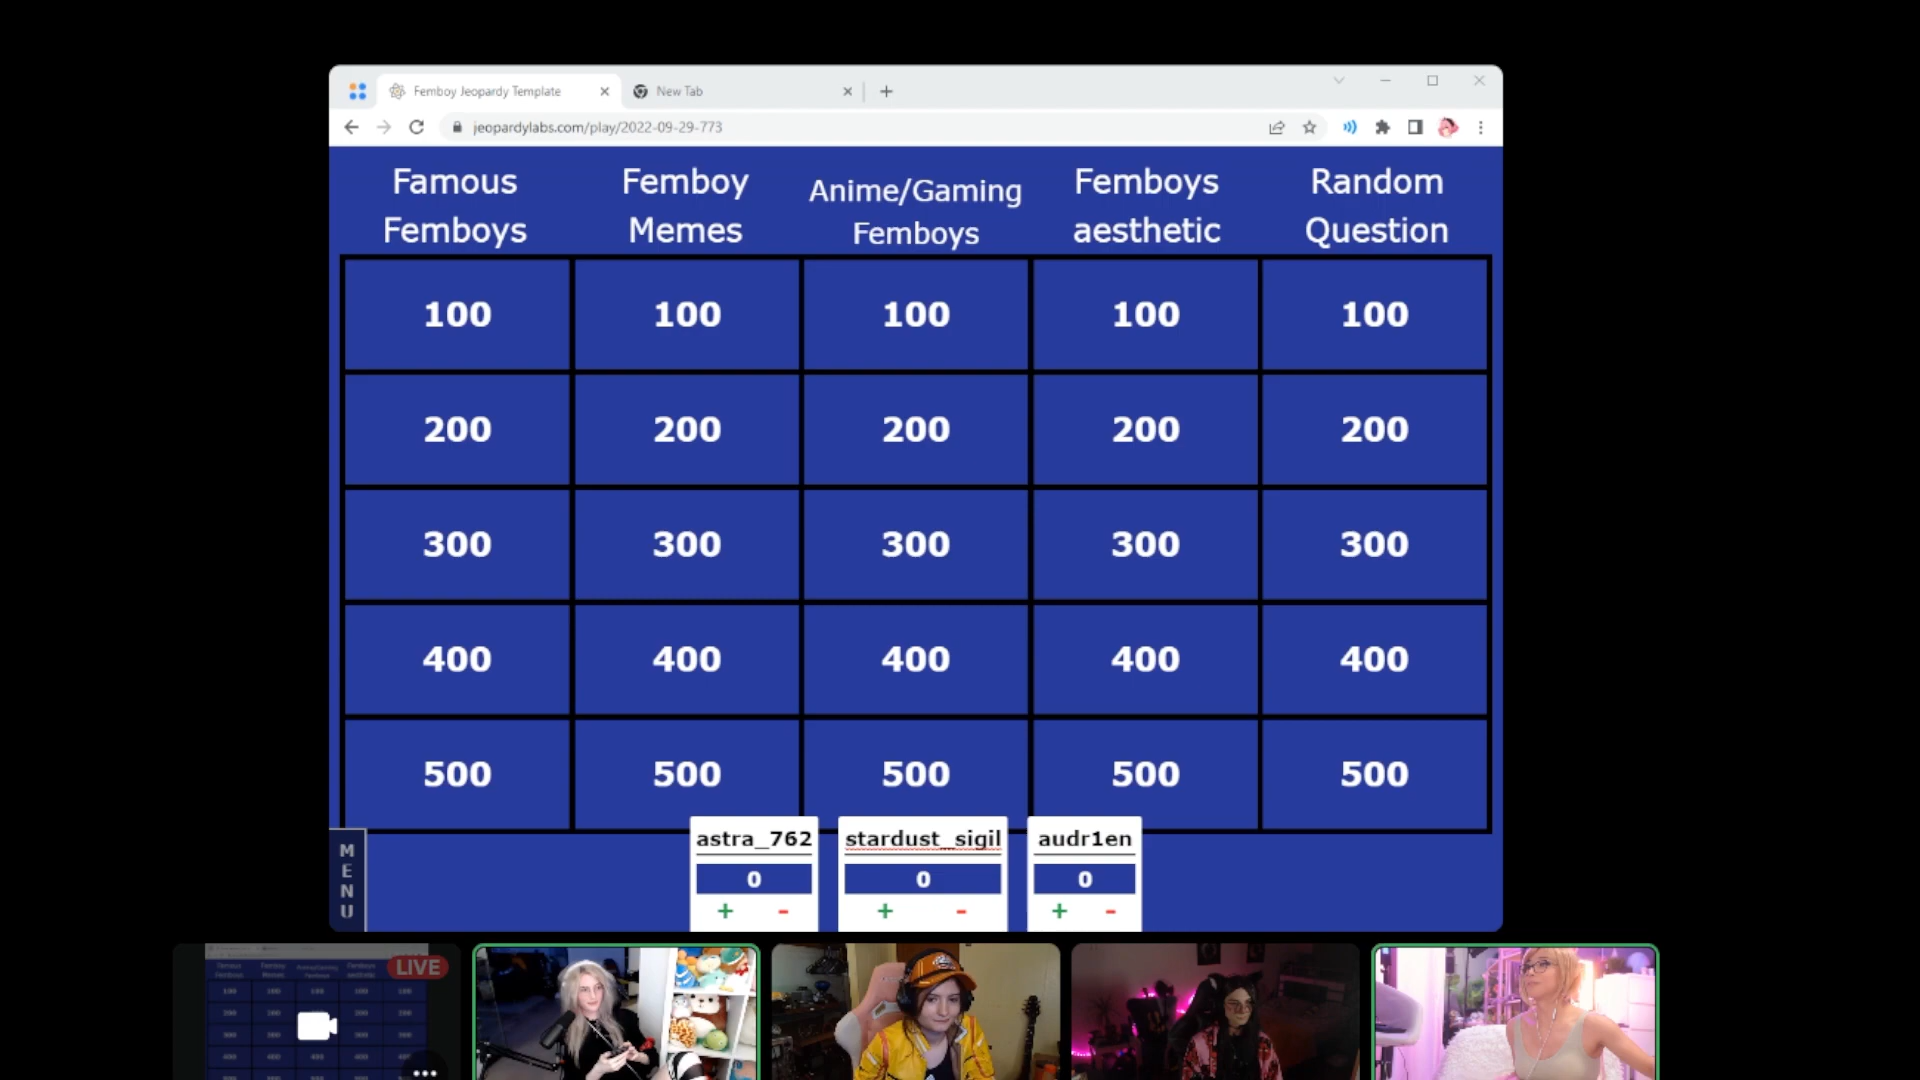 Femboy Jeopardy Template
New Tab
jeopardylabs.com/play/2022-09-29-773
Famous Femboys
Femboy Memes
Anime/Gaming Femboys
Femboys aesthetic
Random Question
100 100 100 100 100
200 200 200 200 200
300 300 300 300 300
400 400 400 400 400
500 500 500 500 500
MENU
astra_762 stardust_sigil audr1en
0 0 0
+ - + - + -
LIVE